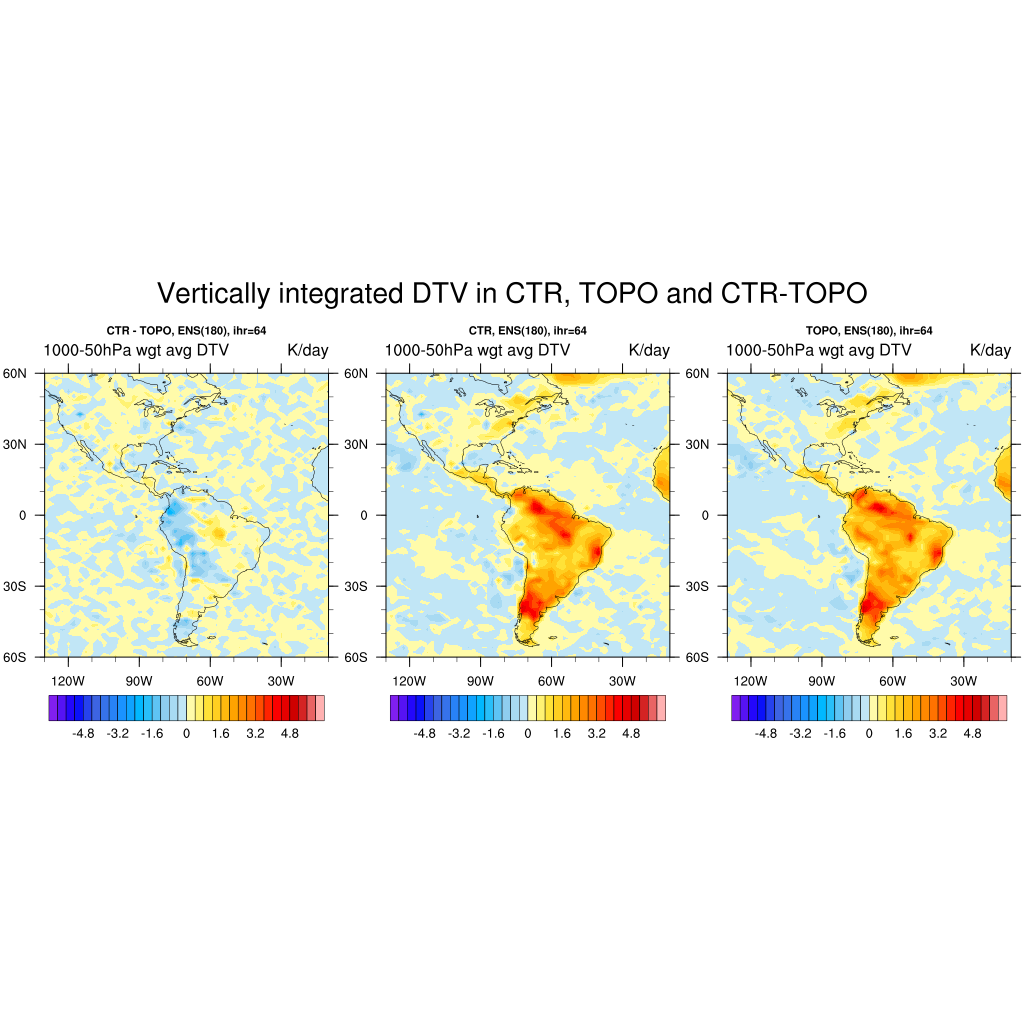 Vertically integrated DTV in CTR, TOPO and CTR-TOPO
CTR - TOPO, ENS(180), ihr=64
1000-50hPa wgt avg DTV K/day
60N
30N
0
30S
60S
120W 90W 60W 30W
-4.8 -3.2 -1.6 0 1.6 3.2 4.8
CTR, ENS(180), ihr=64
1000-50hPa wgt avg DTV K/day
60N
30N
0
30S
60S
120W 90W 60W 30W
-4.8 -3.2 -1.6 0 1.6 3.2 4.8
TOPO, ENS(180), ihr=64
1000-50hPa wgt avg DTV K/day
60N
30N
0
30S
60S
120W 90W 60W 30W
-4.8 -3.2 -1.6 0 1.6 3.2 4.8